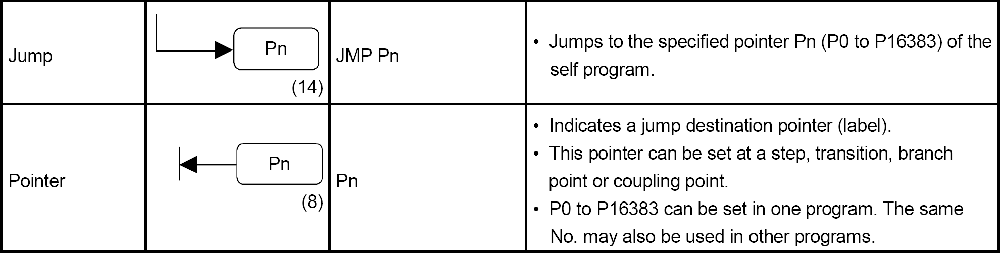 Jump
Pn
(14)
JMP Pn
• Jumps to the specified pointer Pn (P0 to P16383) of the
self program.
Pointer
Pn
(8)
Pn
• Indicates a jump destination pointer (label).
• This pointer can be set at a step, transition, branch
point or coupling point.
• P0 to P16383 can be set in one program. The same
No. may also be used in other programs.